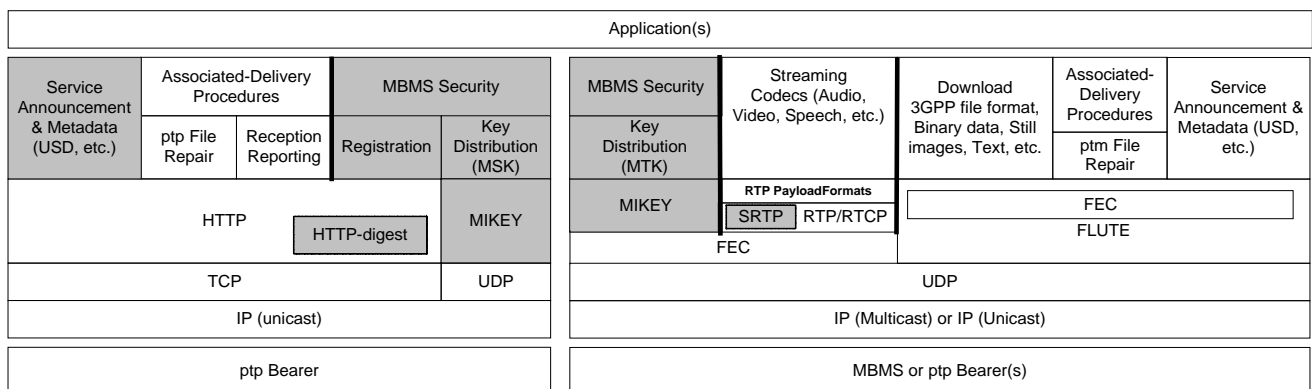 Application(s)
Service
Announcement
& Metadata
(USD, etc.)
Associated-Delivery
Procedures
ptp File
Repair
Reception
Reporting
MBMS Security
Registration
Key
Distribution
(MSK)
HTTP
HTTP-digest
MIKEY
TCP
UDP
IP (unicast)
ptp Bearer
MBMS Security
Key
Distribution
(MTK)
MIKEY
Streaming
Codecs (Audio,
Video, Speech, etc.)
RTP PayloadFormats
SRTP
RTP/RTCP
FEC
Download
3GPP file format,
Binary data, Still
images, Text, etc.
Associated-
Delivery
Procedures
ptm File
Repair
Service
Announcement &
Metadata (USD,
etc.)
FEC
FLUTE
UDP
IP (Multicast) or IP (Unicast)
MBMS or ptp Bearer(s)